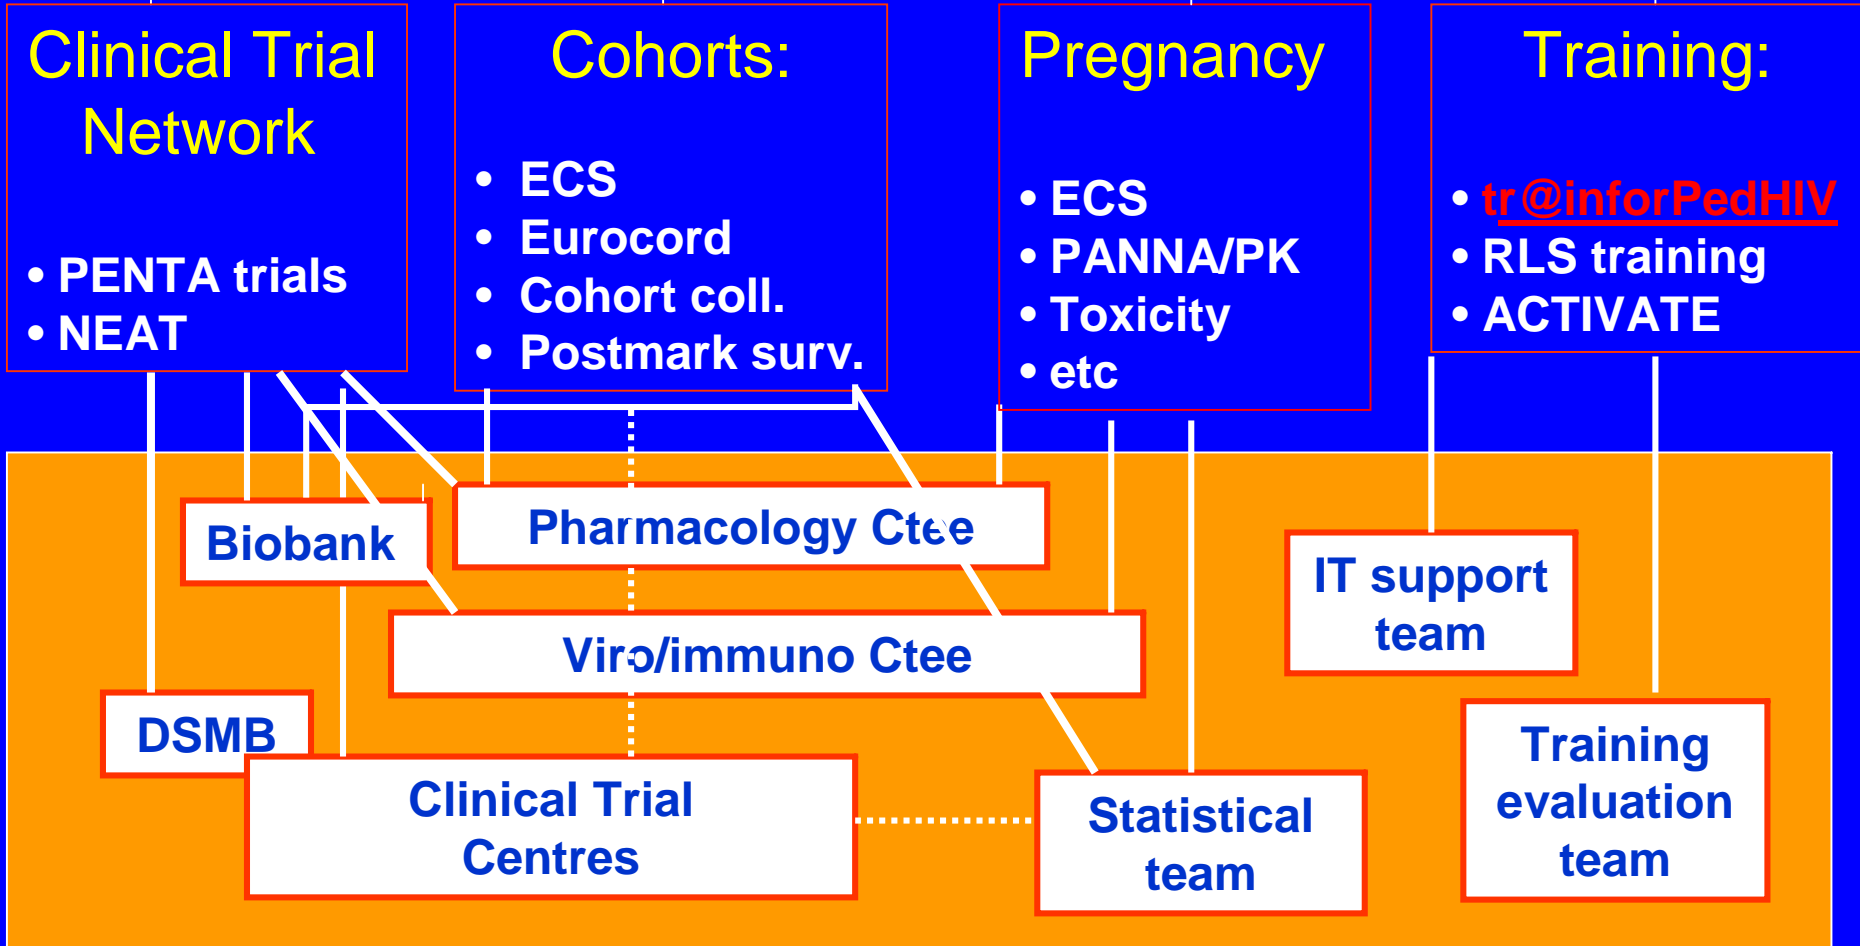 Clinical Trial
Network
• PENTA trials
• NEAT
Cohorts:
• ECS
• Eurocord
• Cohort coll.
• Postmark surv.
Pregnancy
• ECS
• PANNA/PK
• Toxicity
• etc
Training:
• tr@inforPedHIV
• RLS training
• ACTIVATE
Biobank
Pharmacology Ctee
Viro/immuno Ctee
IT support
team
DSMB
Clinical Trial
Centres
Statistical
team
Training
evaluation
team